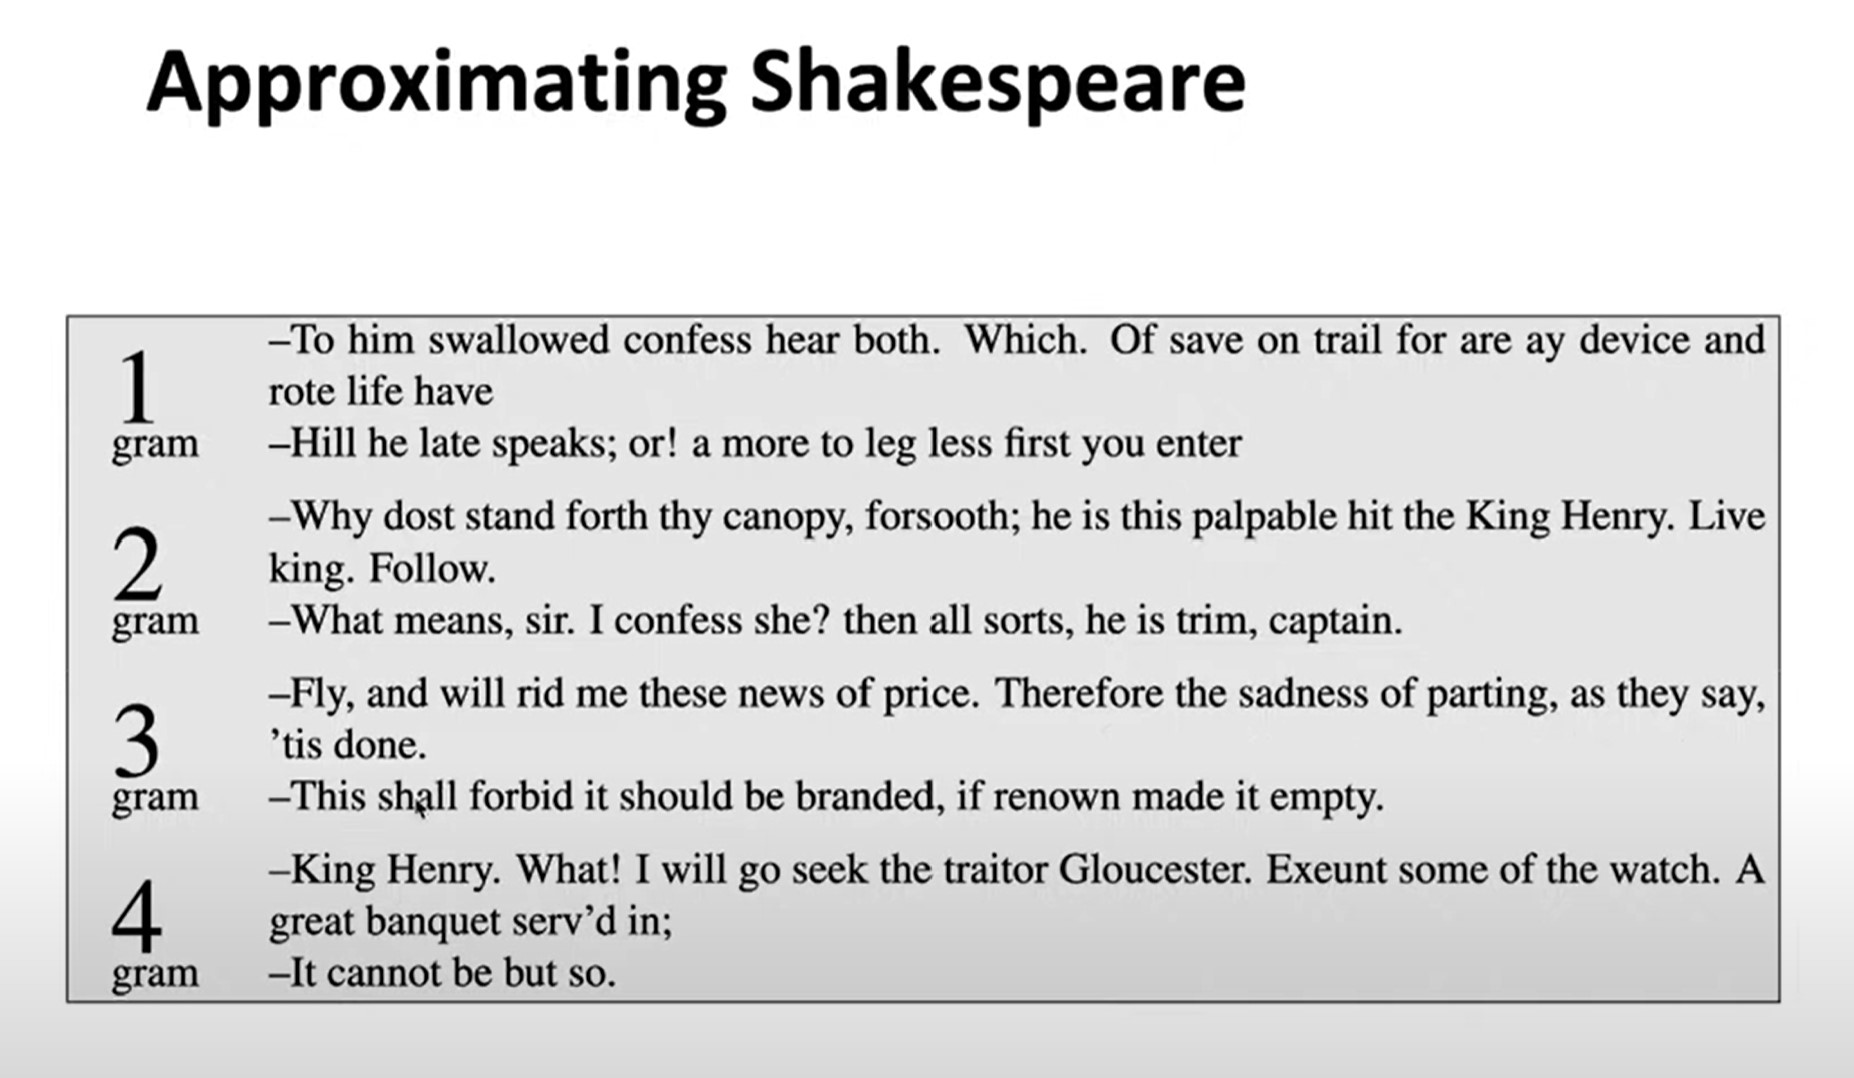 Approximating Shakespeare
1
gram
–To him swallowed confess hear both. Which. Of save on trail for are ay device and
rote life have
–Hill he late speaks; or! a more to leg less first you enter
2
gram
–Why dost stand forth thy canopy, forsooth; he is this palpable hit the King Henry. Live
king. Follow.
–What means, sir. I confess she? then all sorts, he is trim, captain.
3
gram
–Fly, and will rid me these news of price. Therefore the sadness of parting, as they say,
’tis done.
–This shall forbid it should be branded, if renown made it empty.
4
gram
–King Henry. What! I will go seek the traitor Gloucester. Exeunt some of the watch. A
great banquet serv’d in;
–It cannot be but so.